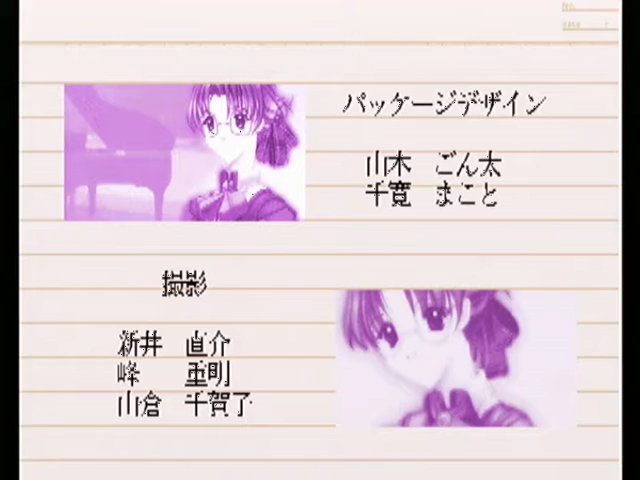 パッケージデザイン
山木　ごん太
千寛　まこと
撮影
新井　直介
峰　　重明
山倉　千賀了